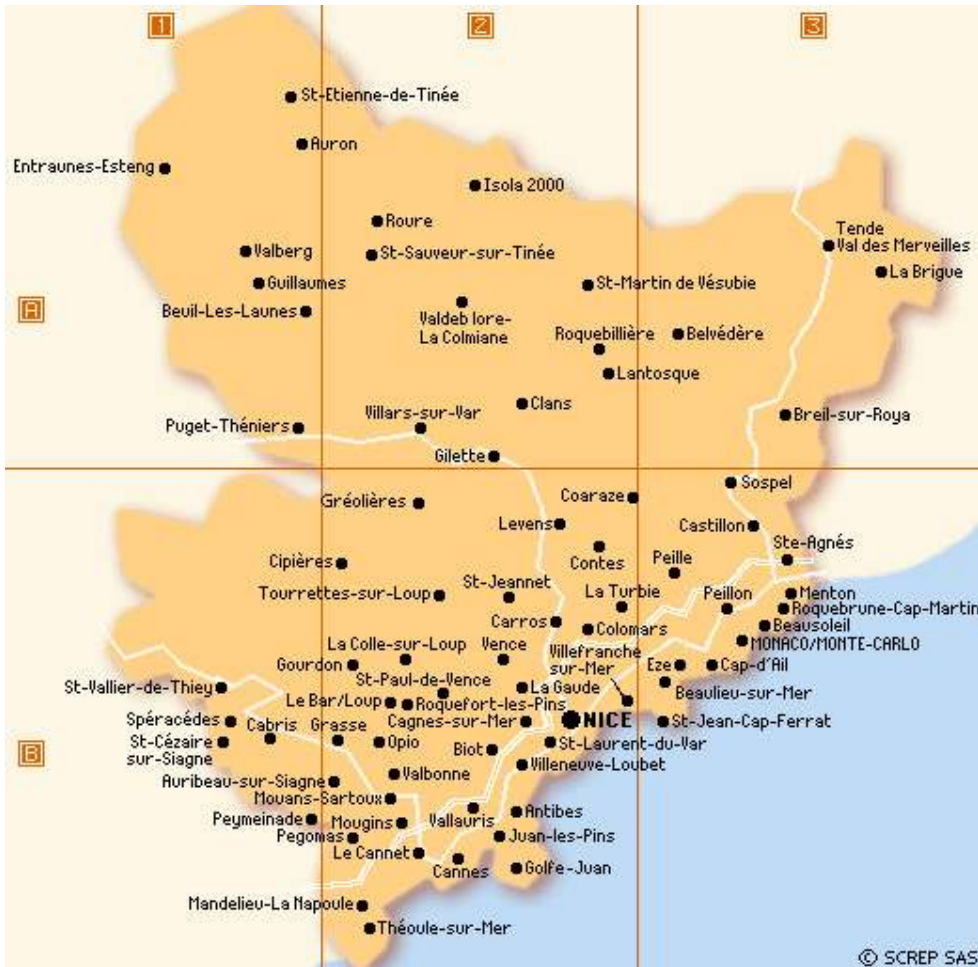 1
2
3
St-Etienne-de-Tinée
Auron
Entraunes-Esteng
Isola 2000
Roure
Tende
Val des Merveilles
Valberg
St-Sauveur-sur-Tinée
La Brigue
Guillaumes
St-Martin de Vésubie
A
Beuil-Les-Launes
Valdeb lore-
La Colmiane
Roquebillière
Belvédère
Lantosque
Clans
Villars-sur-Var
Breil-sur-Roya
Puget-Théniers
Gilette
Sospel
Gréolières
Coaraze
Levens
Castillon
Ste-Agnés
Contes
Cipières
Peille
St-Jeannet
La Turbie
Peillon
Menton
Tourrettes-sur-Loup
Roquebrune-Cap-Martin
Carros
Colomars
Beausoleil
La Colle-sur-Loup
Vence
Villefranche
sur-Mer
MONACO/MONTE-CARLO
Gourdon
Eze
Cap-d'Ail
St-Paul-de-Vence
St-Vallier-de-Thiey
La Gaude
Beaulieu-sur-Mer
Le Bar/Loup
Roquefort-les-Pins
Spéracédes
Cabris
Grasse
Cagnes-sur-Mer
NICE
St-Jean-Cap-Ferrat
St-Cézaire
sur-Siagne
Opio
Biot
St-Laurent-du-Var
B
Villeneuve-Loubet
Auribeau-sur-Siagne
Valbonne
Mouans-Sartoux
Peymeinade
Mougins
Vallauris
Antibes
Pegomas
Juan-les-Pins
Le Cannet
Cannes
Golfe-Juan
Mandelieu-La Napoule
Théoule-sur-Mer
© SCREP SAS